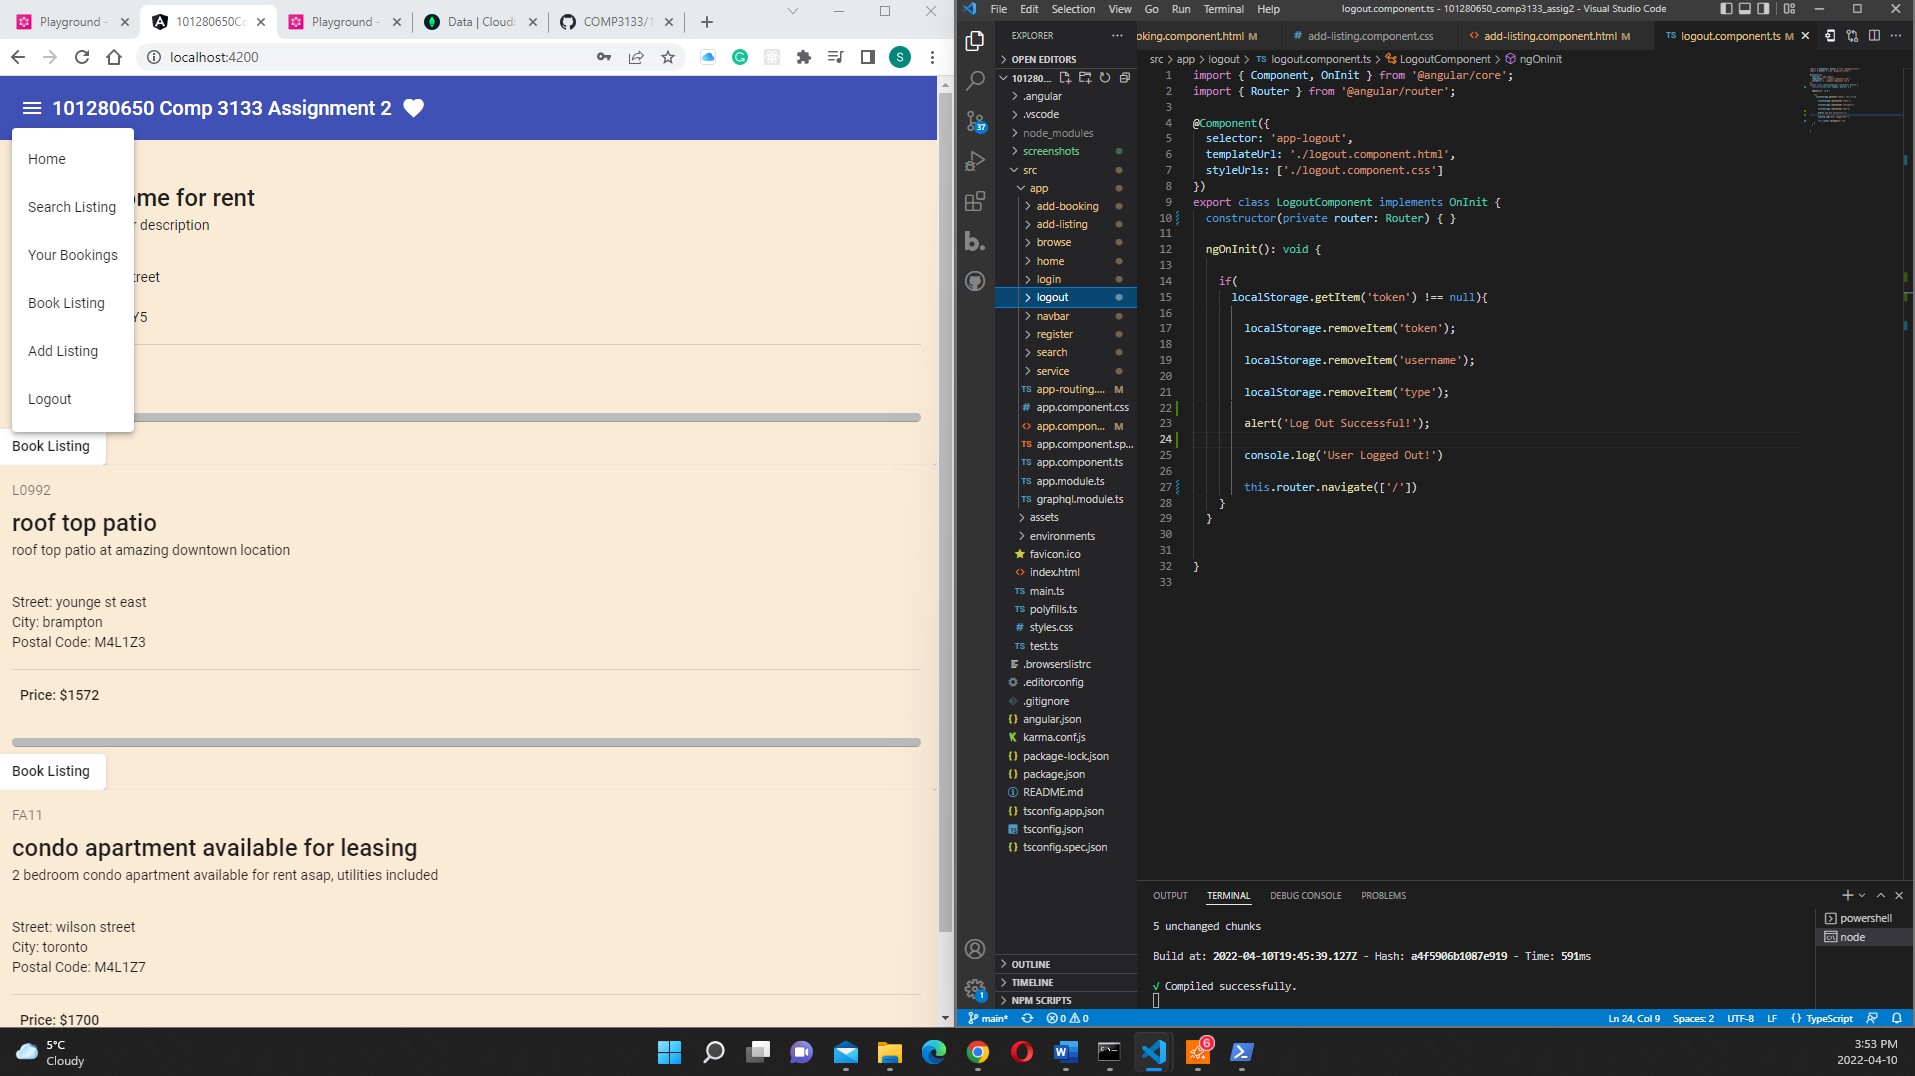 Playground -
101280650Co
Playground -
Data | Cloud:
COMP3133/1
localhost:4200
S
101280650 Comp 3133 Assignment 2
Home
Search Listing
Your Bookings
Book Listing
Add Listing
Logout
ome for rent
r description
treet
Y5
Book Listing
L0992
roof top patio
roof top patio at amazing downtown location
Street: younge st east
City: brampton
Postal Code: M4L1Z3
Price: $1572
Book Listing
FA11
condo apartment available for leasing
2 bedroom condo apartment available for rent asap, utilities included
Street: wilson street
City: toronto
Postal Code: M4L1Z7
Price: $1700
File Edit Selection View Go Run Terminal Help
logout.component.ts - 101280650_comp3133_assig2 - Visual Studio Code
EXPLORER
OPEN EDITORS
101280...
.angular
.vscode
node_modules
screenshots
src
app
add-booking
add-listing
browse
home
login
logout
navbar
register
search
service
TS app-routing.... M
# app.component.css
<> app.compon... M
TS app.component.sp...
TS app.component.ts
TS app.module.ts
TS graphql.module.ts
assets
environments
favicon.ico
<> index.html
TS main.ts
TS polyfills.ts
# styles.css
TS test.ts
.browserslistrc
.editorconfig
.gitignore
{} angular.json
karma.conf.js
{} package-lock.json
{} package.json
README.md
{} tsconfig.app.json
tsconfig.json
{} tsconfig.spec.json
OUTLINE
TIMELINE
NPM SCRIPTS
37
1
oking.component.html M
# add-listing.component.css
<> add-listing.component.html M
TS logout.component.ts M
src > app > logout > TS logout.component.ts > LogoutComponent > ngOnInit
1 import { Component, OnInit } from '@angular/core';
2 import { Router } from '@angular/router';
3
4 @Component({
5 selector: 'app-logout',
6 templateUrl: './logout.component.html',
7 styleUrls: ['./logout.component.css']
8 })
9 export class LogoutComponent implements OnInit {
10 constructor(private router: Router) { }
11
12 ngOnInit(): void {
13
14 if(
15 localStorage.getItem('token') !== null){
16
17 localStorage.removeItem('token');
18
19 localStorage.removeItem('username');
20
21 localStorage.removeItem('type');
22
23 alert('Log Out Successful!');
24
25 console.log('User Logged Out!')
26
27 this.router.navigate(['/'])
28 }
29 }
30
31
32 }
33
OUTPUT TERMINAL DEBUG CONSOLE PROBLEMS
5 unchanged chunks
Build at: 2022-04-10T19:45:39.127Z - Hash: a4f5906b1087e919 - Time: 591ms
√ Compiled successfully.
powershell
node
main* 0 0
Ln 24, Col 9 Spaces: 2 UTF-8 LF {} TypeScript
5°C
Cloudy
6
3:53 PM
2022-04-10